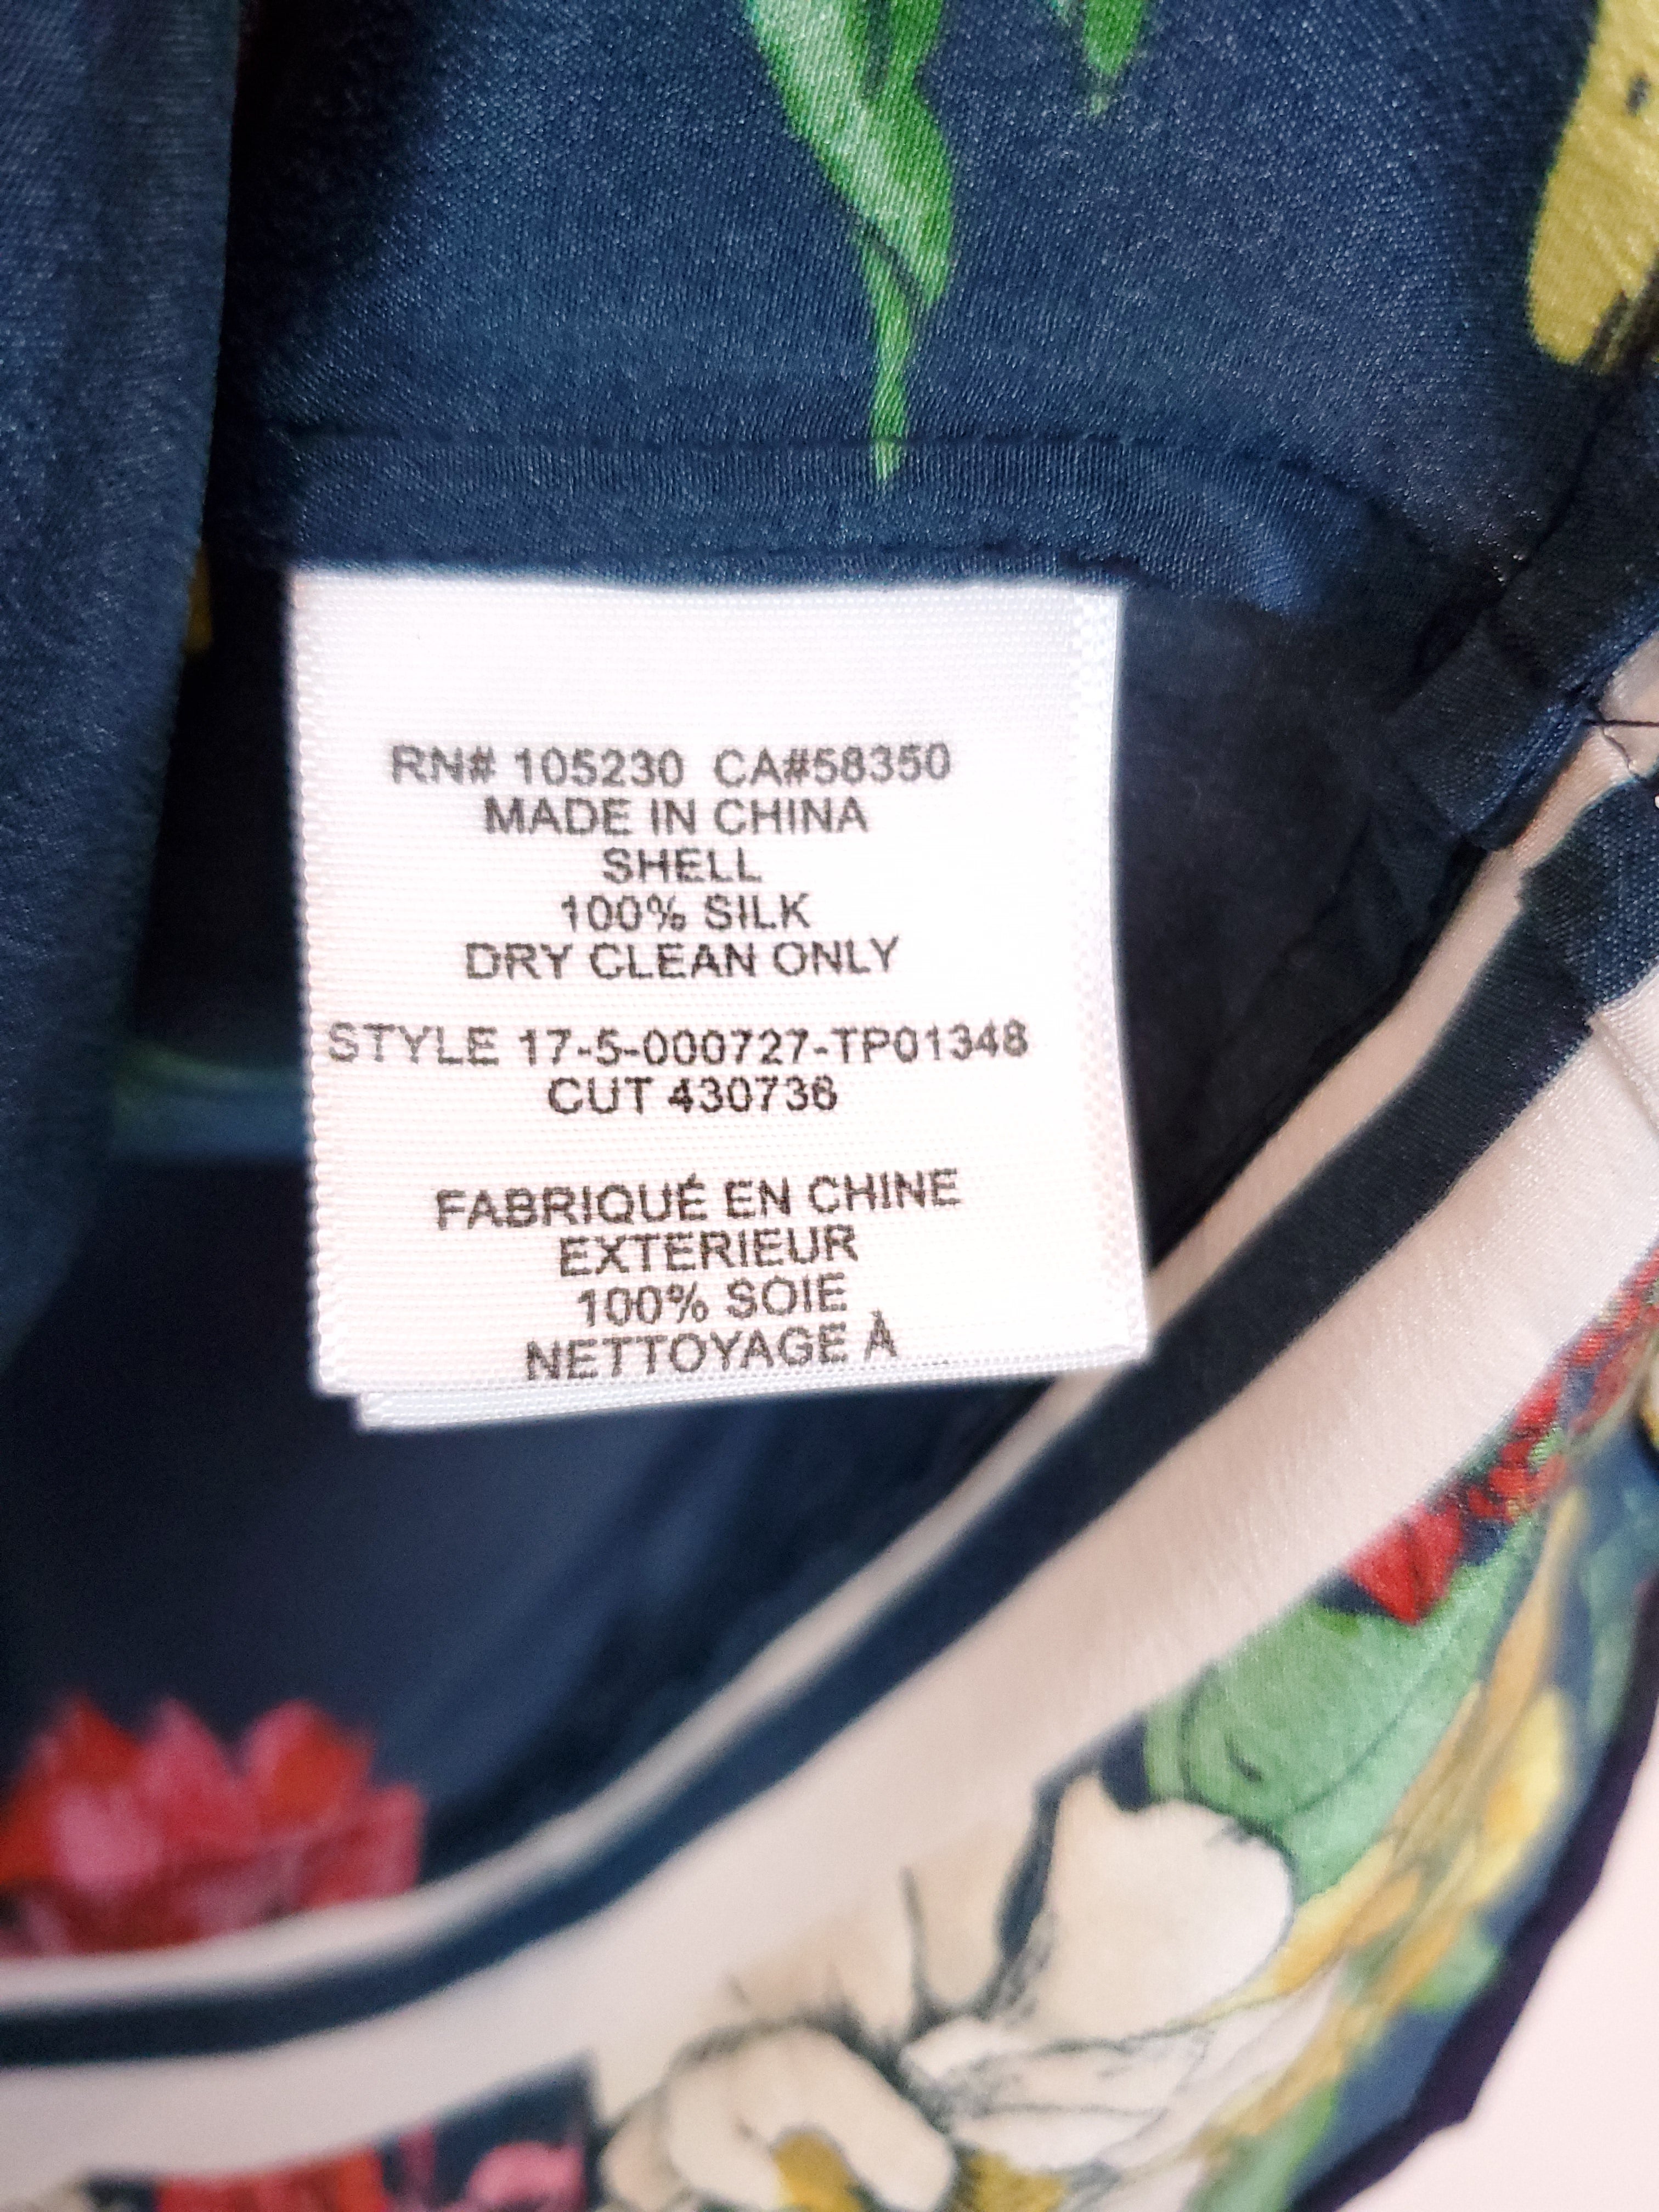 RN# 105230 CA#58350
MADE IN CHINA
SHELL
100% SILK
DRY CLEAN ONLY
STYLE 17-5-000727-TP01348
CUT 430736
FABRIQUÉ EN CHINE
EXTERIEUR
100% SOIE
NETTOYAGE À